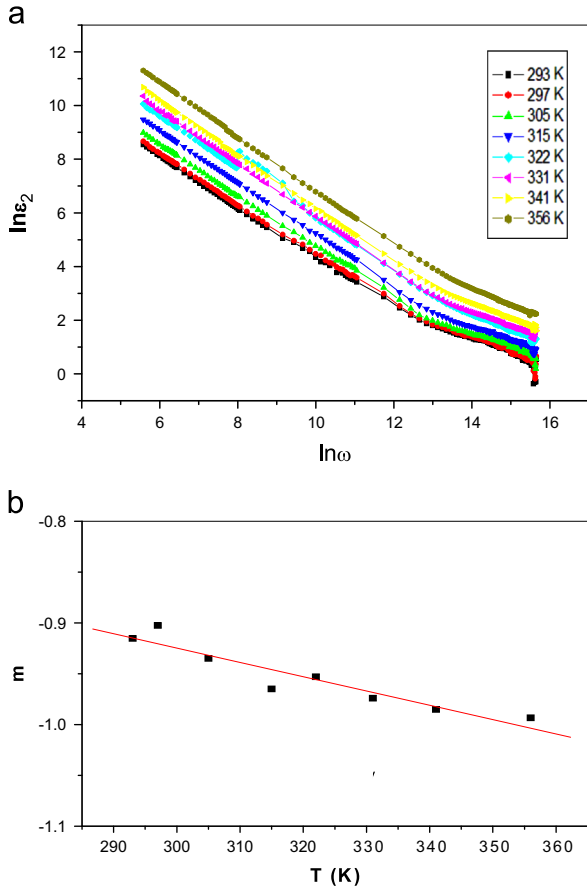 a
12
10
8
6
4
2
0
lnε2
4 6 8 10 12 14 16
lnω
293 K
297 K
305 K
315 K
322 K
331 K
341 K
356 K
b
-0.8
-0.9
-1.0
-1.1
m
290 300 310 320 330 340 350 360
T (K)